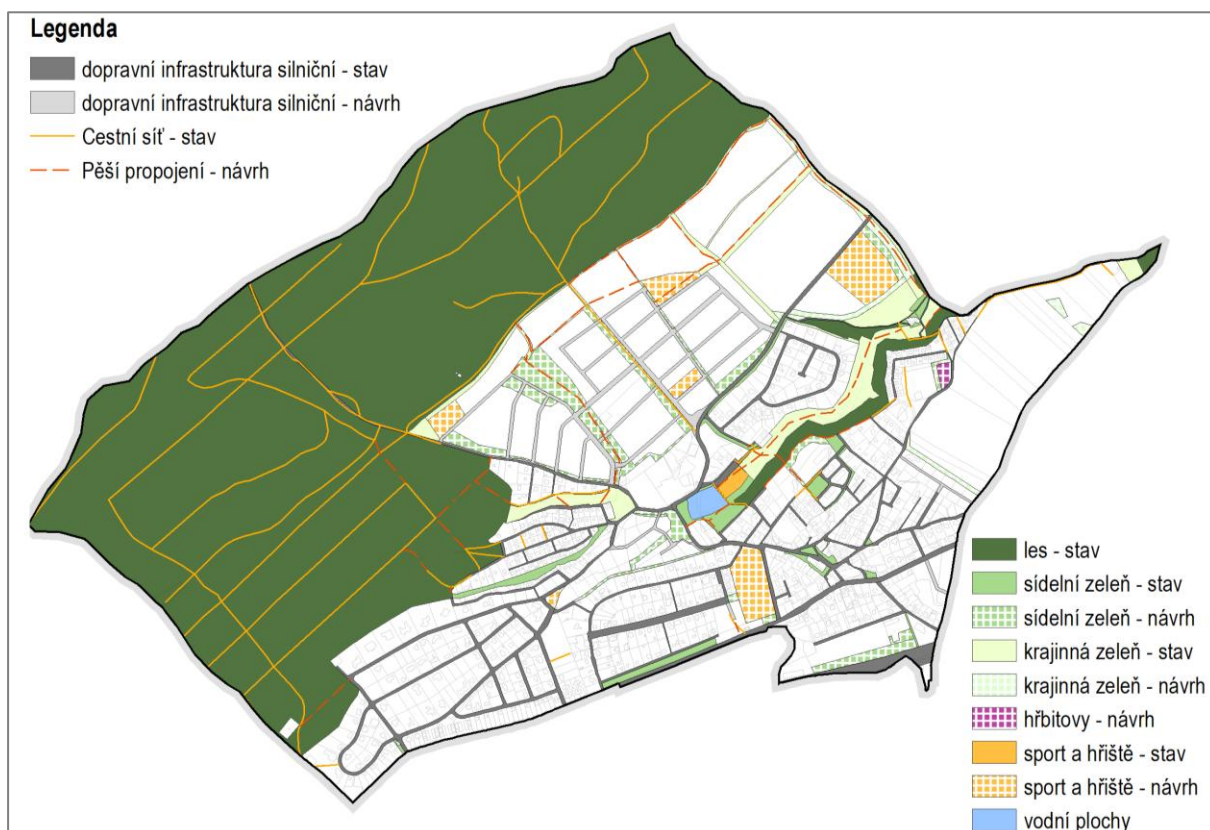 Legenda
dopravní infrastruktura silniční - stav
dopravní infrastruktura silniční - návrh
Cestní síť - stav
Pěší propojení - návrh
les - stav
sídelní zeleň - stav
sídelní zeleň - návrh
krajinná zeleň - stav
krajinná zeleň - návrh
hřbitovy - návrh
sport a hřiště - stav
sport a hřiště - návrh
vodní plochy